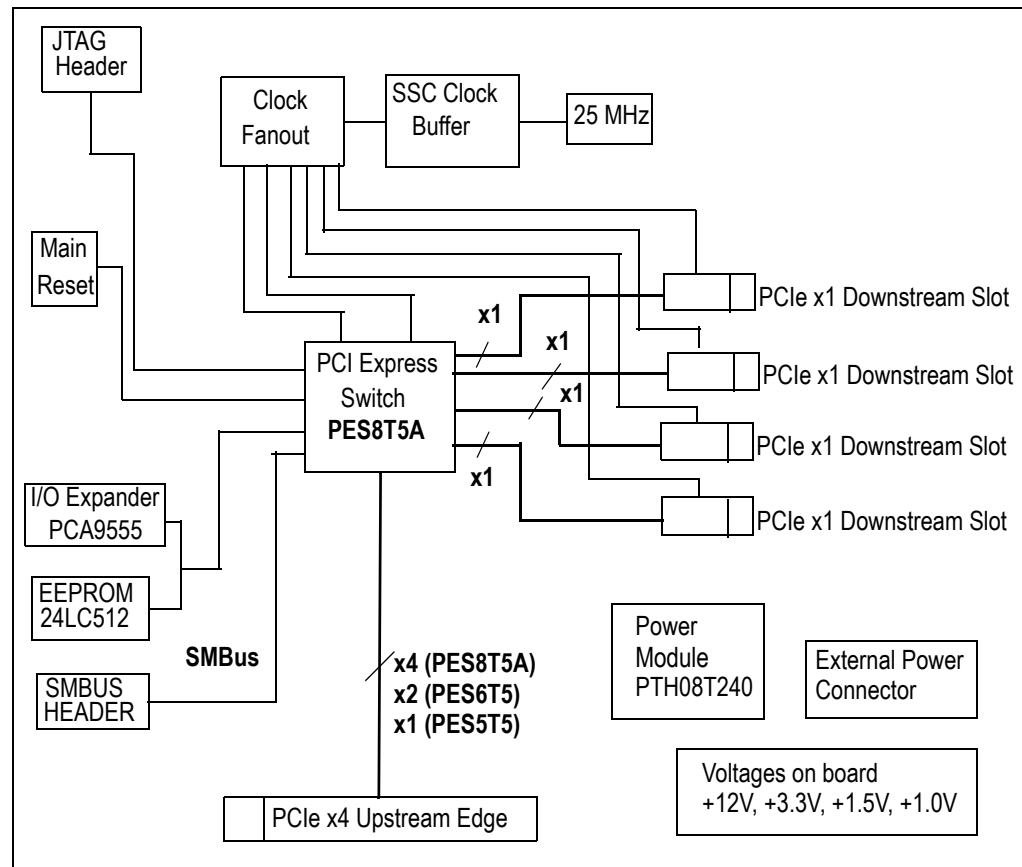 JTAG
Header
Clock
Fanout
SSC Clock
Buffer
25 MHz
Main
Reset
PCIe x1 Downstream Slot
x1
x1
PCI Express
Switch
PES8T5A
PCIe x1 Downstream Slot
x1
PCIe x1 Downstream Slot
x1
I/O Expander
PCA9555
PCIe x1 Downstream Slot
EEPROM
24LC512
SMBus
Power
Module
PTH08T240
External Power
Connector
x4 (PES8T5A)
x2 (PES6T5)
x1 (PES5T5)
SMBUS
HEADER
Voltages on board
+12V, +3.3V, +1.5V, +1.0V
PCIe x4 Upstream Edge